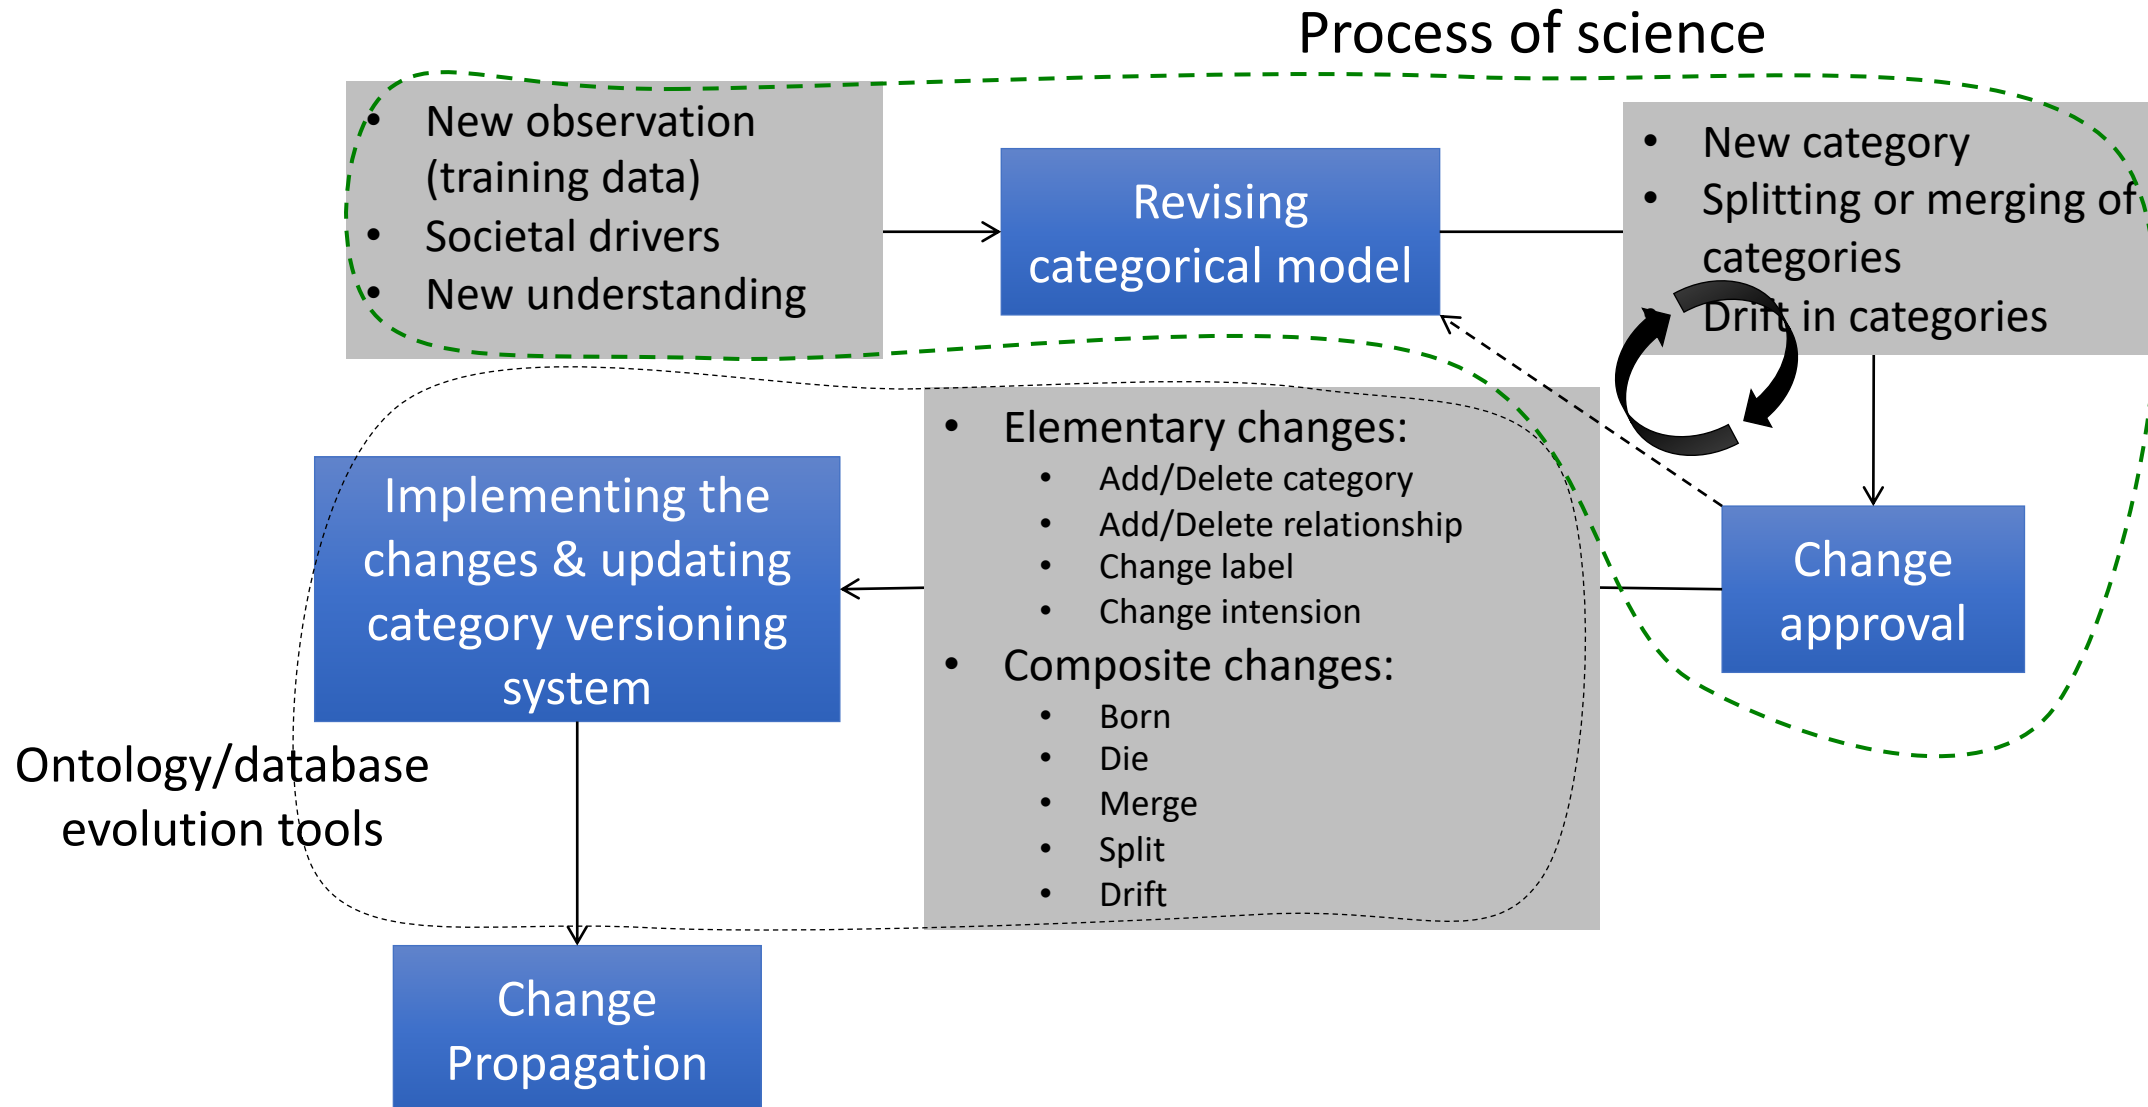 Process of science
• New observation
(training data)
• Societal drivers
• New understanding
Revising
categorical model
• New category
• Splitting or merging of
categories
• Drift in categories
• Elementary changes:
• Add/Delete category
• Add/Delete relationship
• Change label
• Change intension
• Composite changes:
• Born
• Die
• Merge
• Split
• Drift
Change
approval
Implementing the
changes & updating
category versioning
system
Ontology/database
evolution tools
Change
Propagation